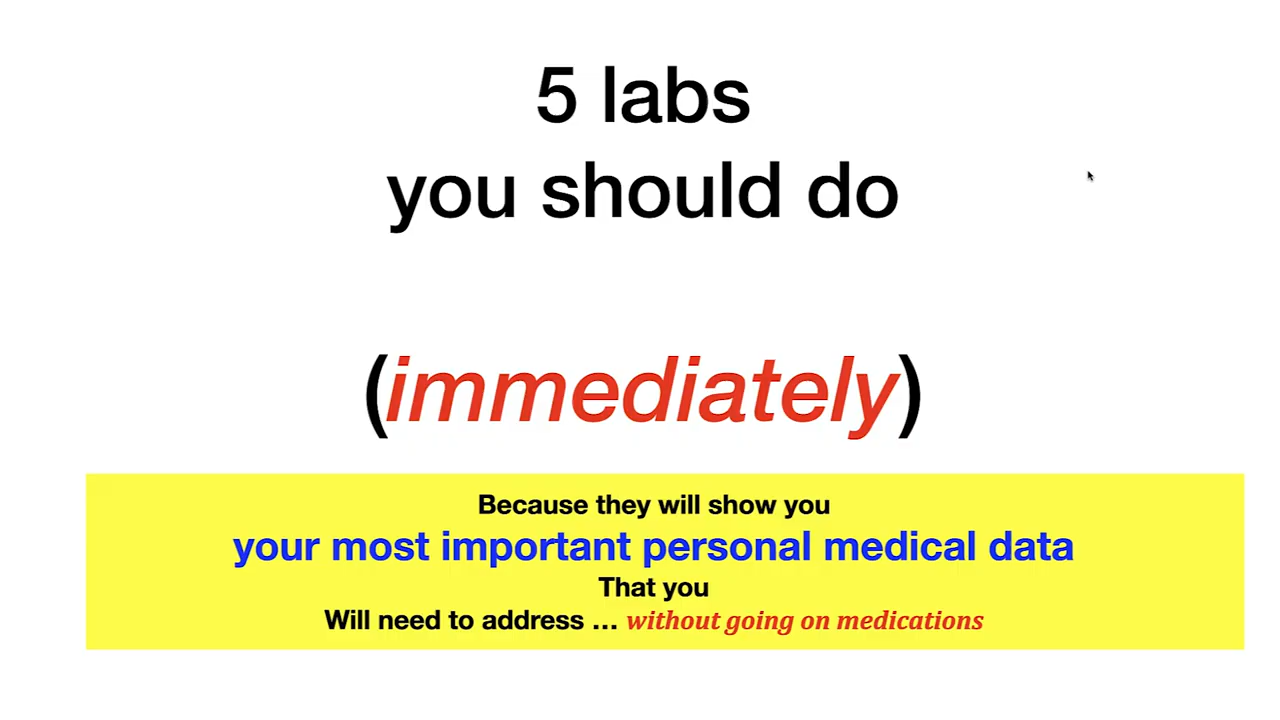 5 labs
you should do
(immediately)
Because they will show you
your most important personal medical data
That you
Will need to address … without going on medications